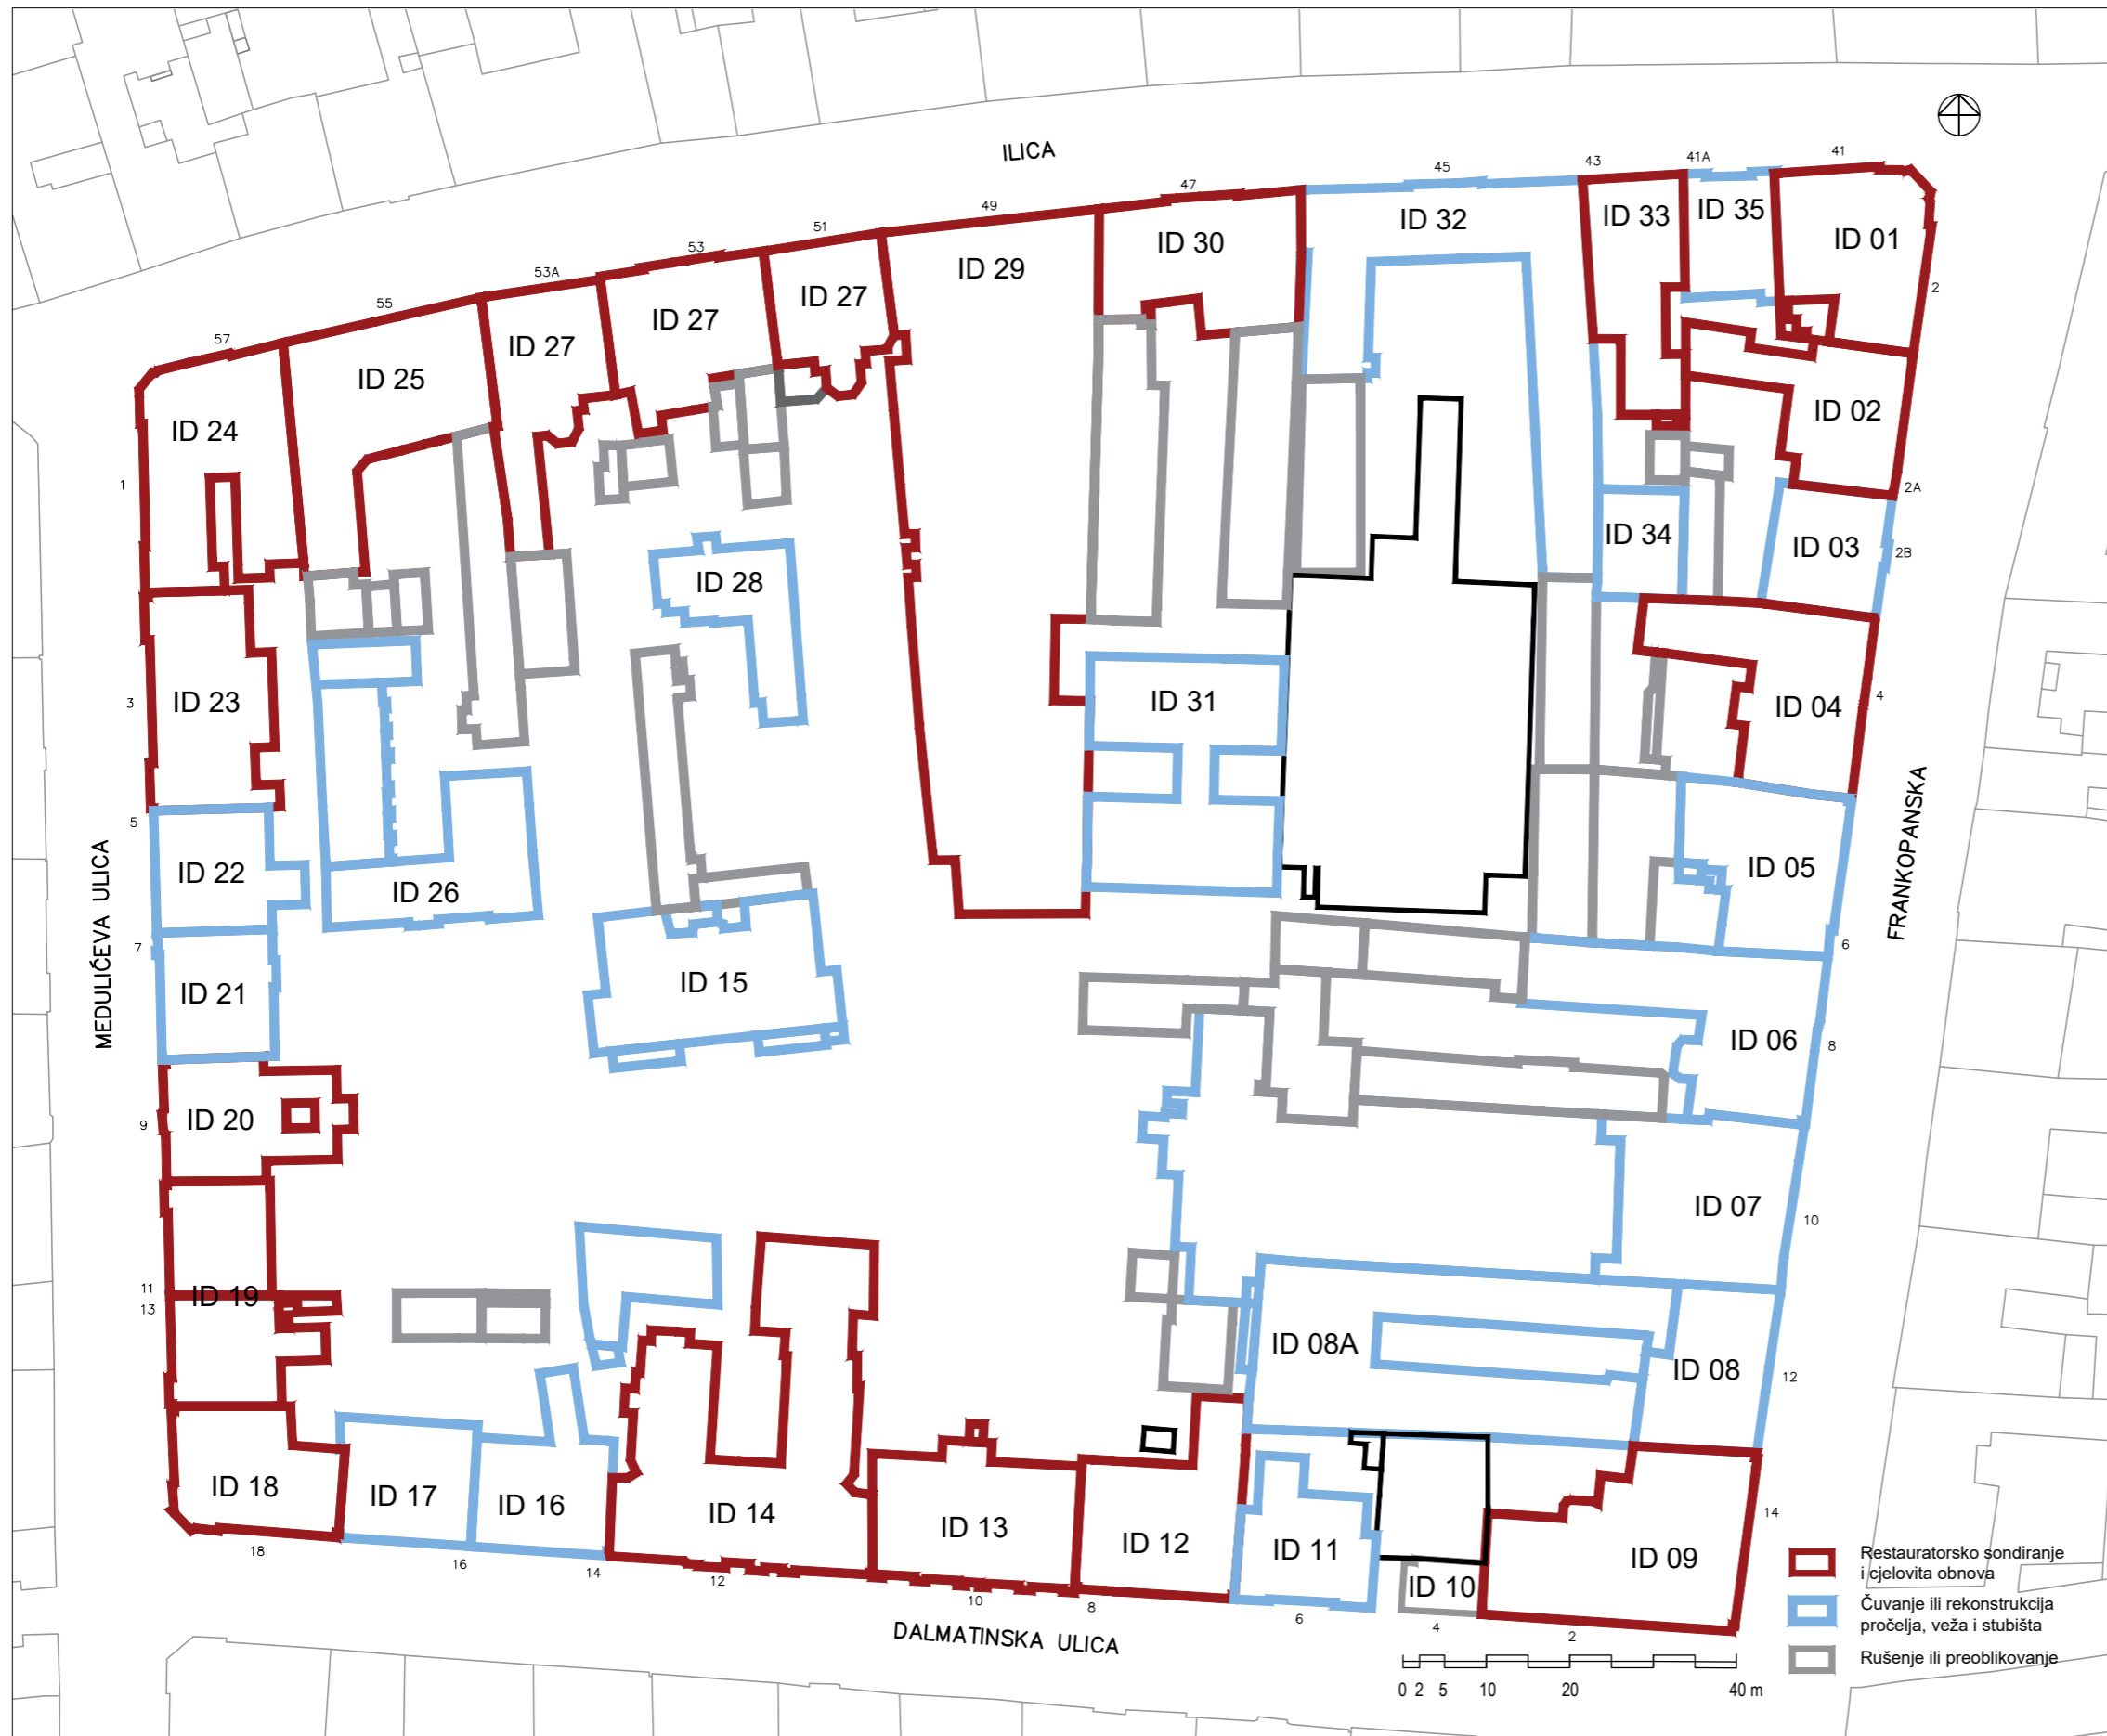 ILICA
41
41A
43
45
47
49
51
53
53A
55
57
ID 33
ID 35
ID 32
ID 01
ID 30
ID 29
ID 27
ID 27
ID 27
2
ID 25
ID 24
ID 02
1
2A
ID 34
ID 03
2B
ID 28
ID 23
3
ID 31
ID 04
4
5
ID 22
ID 26
ID 05
MEDULIĆEVA ULICA
FRANKOPANSKA
7
6
ID 21
ID 15
ID 06
8
ID 20
9
ID 07
10
11
13
ID 19
ID 08A
ID 08
12
ID 18
ID 17
ID 16
ID 14
ID 13
ID 12
ID 11
ID 10
ID 09
14
18
16
14
12
10
8
6
4
2
DALMATINSKA ULICA
Restauratorsko sondiranje
i cjelovita obnova
Čuvanje ili rekonstrukcija
pročelja, veža i stubišta
Rušenje ili preoblikovanje
0 2 5 10 20 40 m